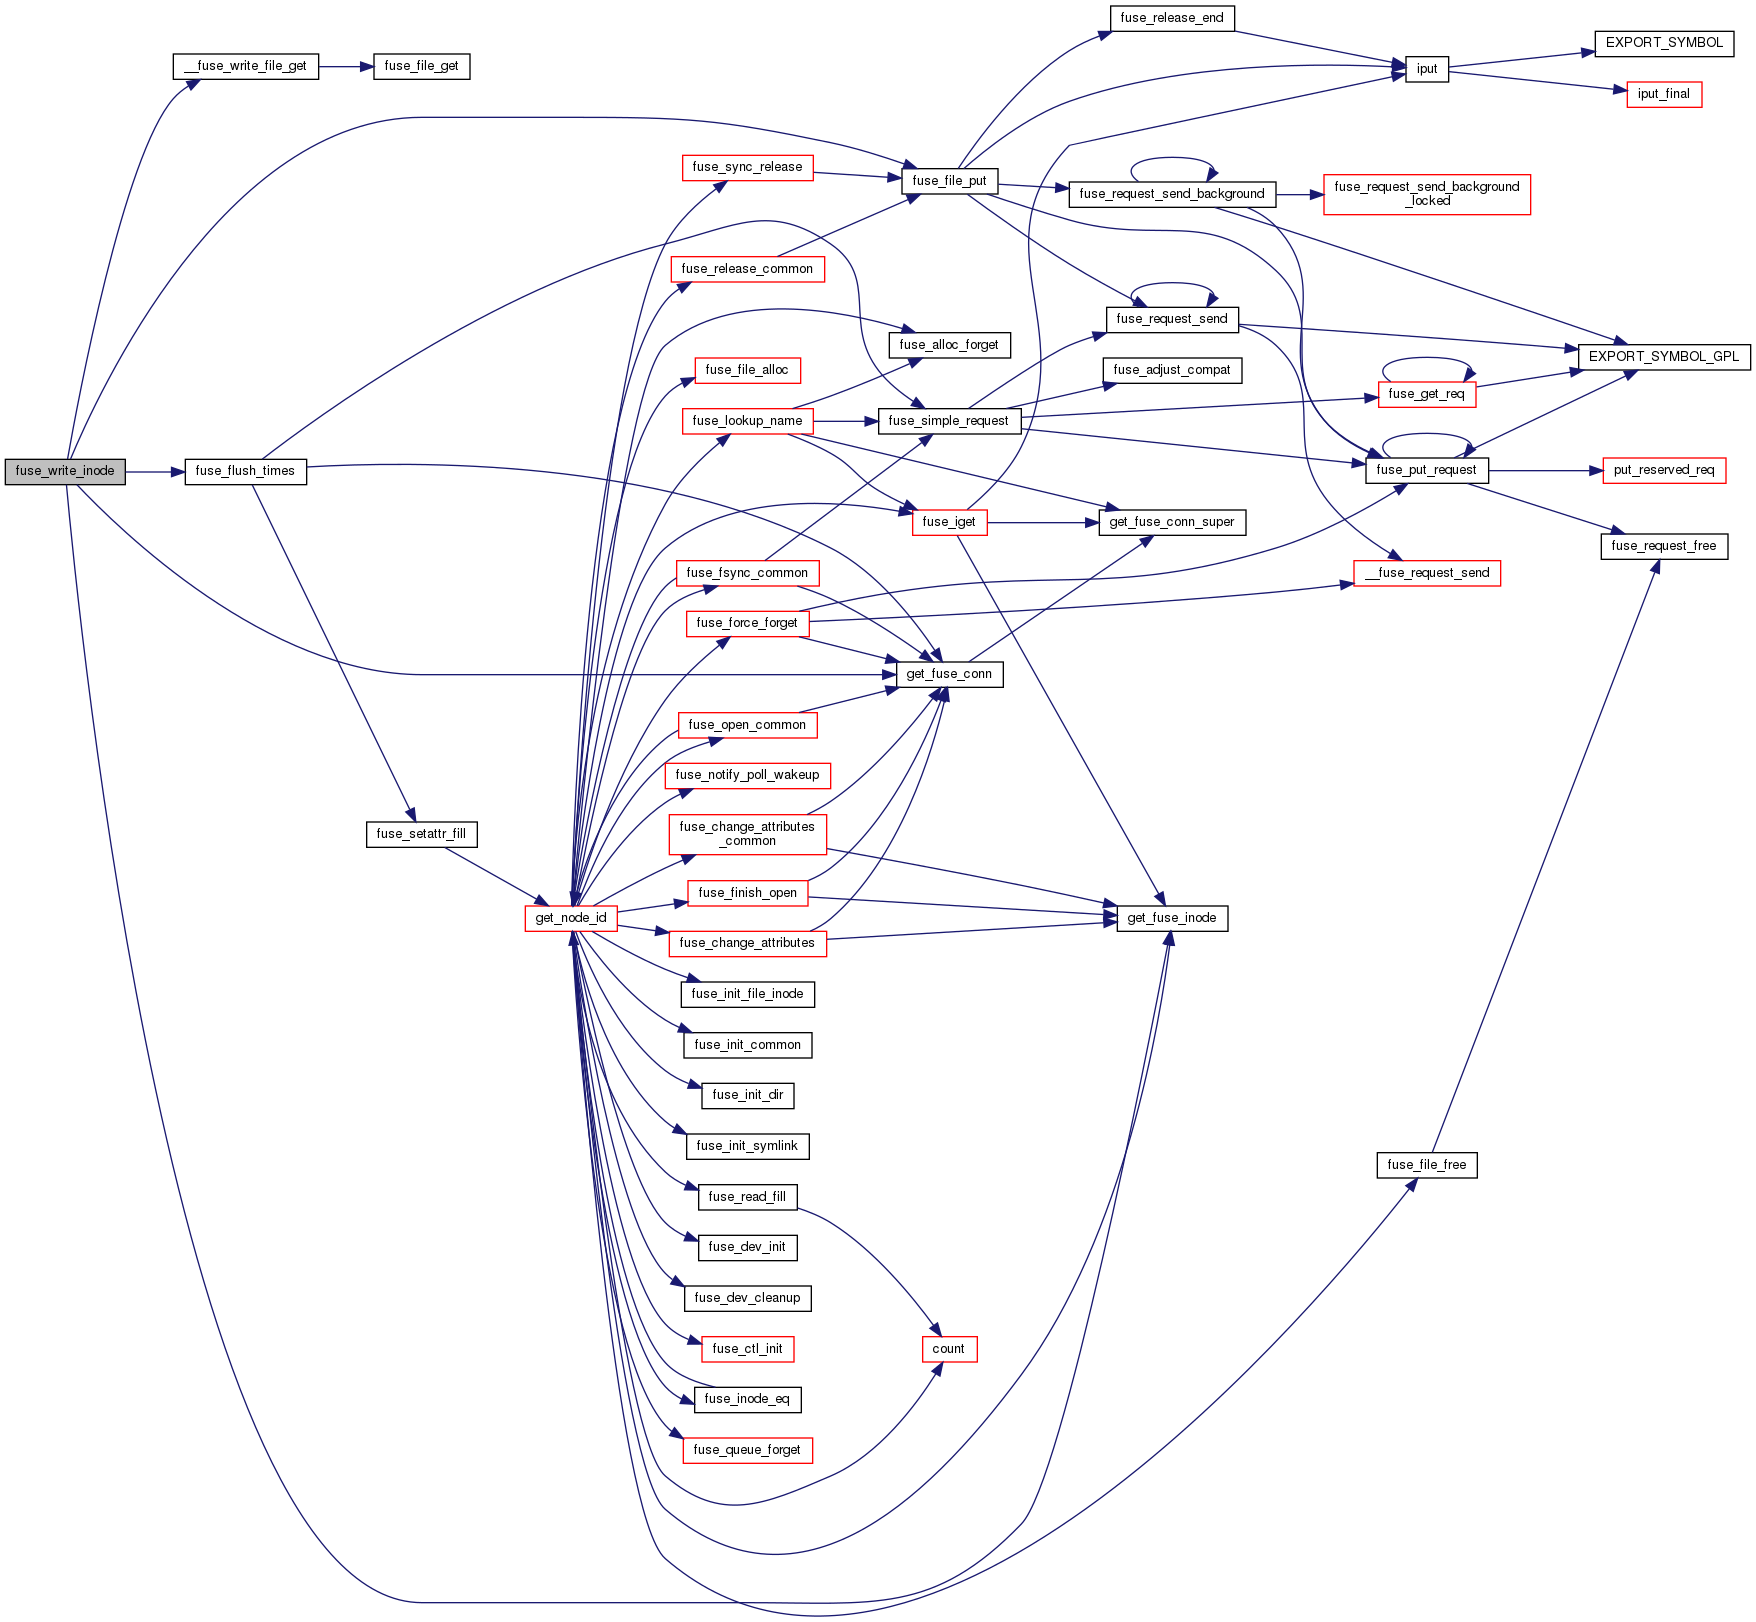 fuse_release_end
EXPORT_SYMBOL
__fuse_write_file_get
fuse_file_get
iput
iput_final
fuse_sync_release
fuse_file_put
fuse_request_send_background
fuse_request_send_background
_locked
fuse_release_common
fuse_request_send
fuse_alloc_forget
EXPORT_SYMBOL_GPL
fuse_file_alloc
fuse_adjust_compat
fuse_get_req
fuse_lookup_name
fuse_simple_request
fuse_write_inode
fuse_flush_times
fuse_put_request
put_reserved_req
fuse_iget
get_fuse_conn_super
fuse_request_free
fuse_fsync_common
__fuse_request_send
fuse_force_forget
get_fuse_conn
fuse_open_common
fuse_notify_poll_wakeup
fuse_setattr_fill
fuse_change_attributes
_common
fuse_finish_open
get_node_id
get_fuse_inode
fuse_change_attributes
fuse_init_file_inode
fuse_init_common
fuse_init_dir
fuse_init_symlink
fuse_file_free
fuse_read_fill
fuse_dev_init
fuse_dev_cleanup
fuse_ctl_init
count
fuse_inode_eq
fuse_queue_forget